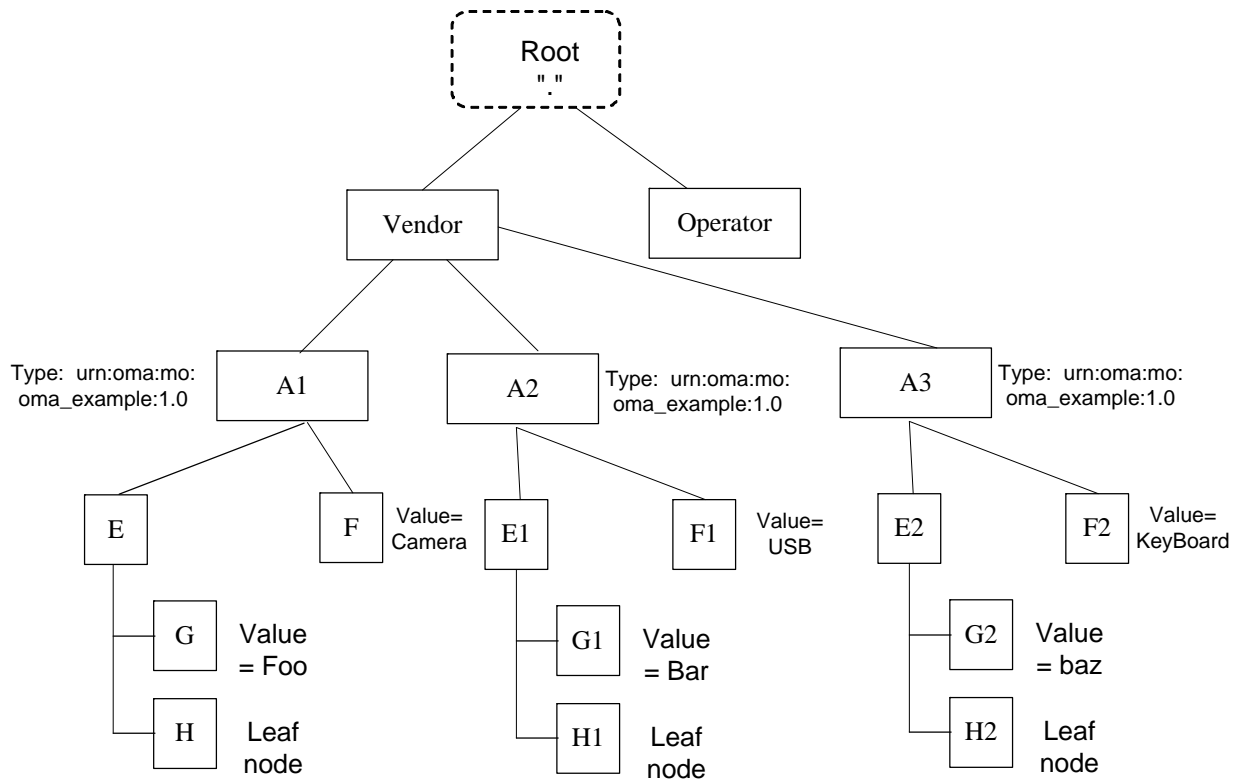 Root
"."
Vendor
Operator
Type: urn:oma:mo:
oma_example:1.0
A1
A2
Type: urn:oma:mo:
oma_example:1.0
A3
Type: urn:oma:mo:
oma_example:1.0
E
F
Value=
Camera
E1
F1
Value=
USB
E2
F2
Value=
KeyBoard
G
Value
= Foo
G1
Value
= Bar
G2
Value
= baz
H
Leaf
node
H1
Leaf
node
H2
Leaf
node